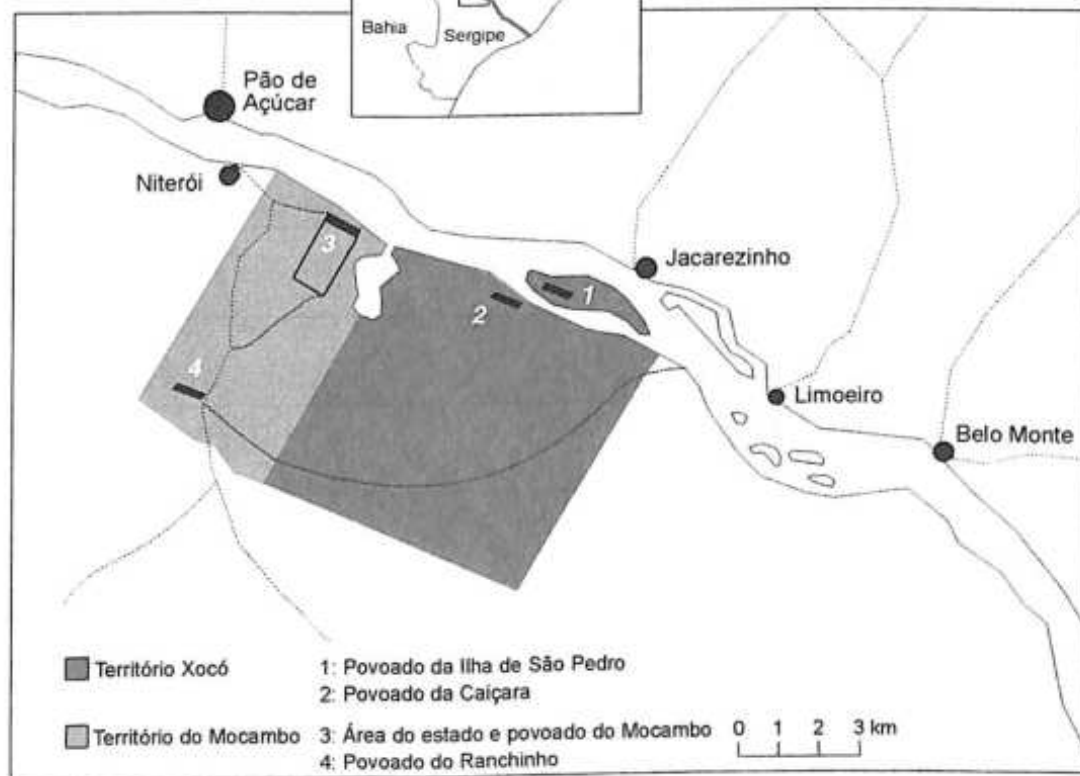 Bahia
Sergipe
Pão de
Açúcar
Niterói
3
Jacarezinho
1
2
4
Limoeiro
Belo Monte
Território Xocó
1: Povoado da Ilha de São Pedro
2: Povoado da Caiçara
Território do Mocambo
3: Área do estado e povoado do Mocambo
4: Povoado do Ranchinho
0 1 2 3 km